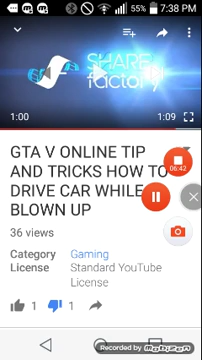 55% 7:38 PM
SHARE
factory
1:00
1:09
GTA V ONLINE TIP
AND TRICKS HOW TO
DRIVE CAR WHILE
BLOWN UP
06:42
36 views
Category Gaming
License Standard YouTube
License
1
1
Recorded by